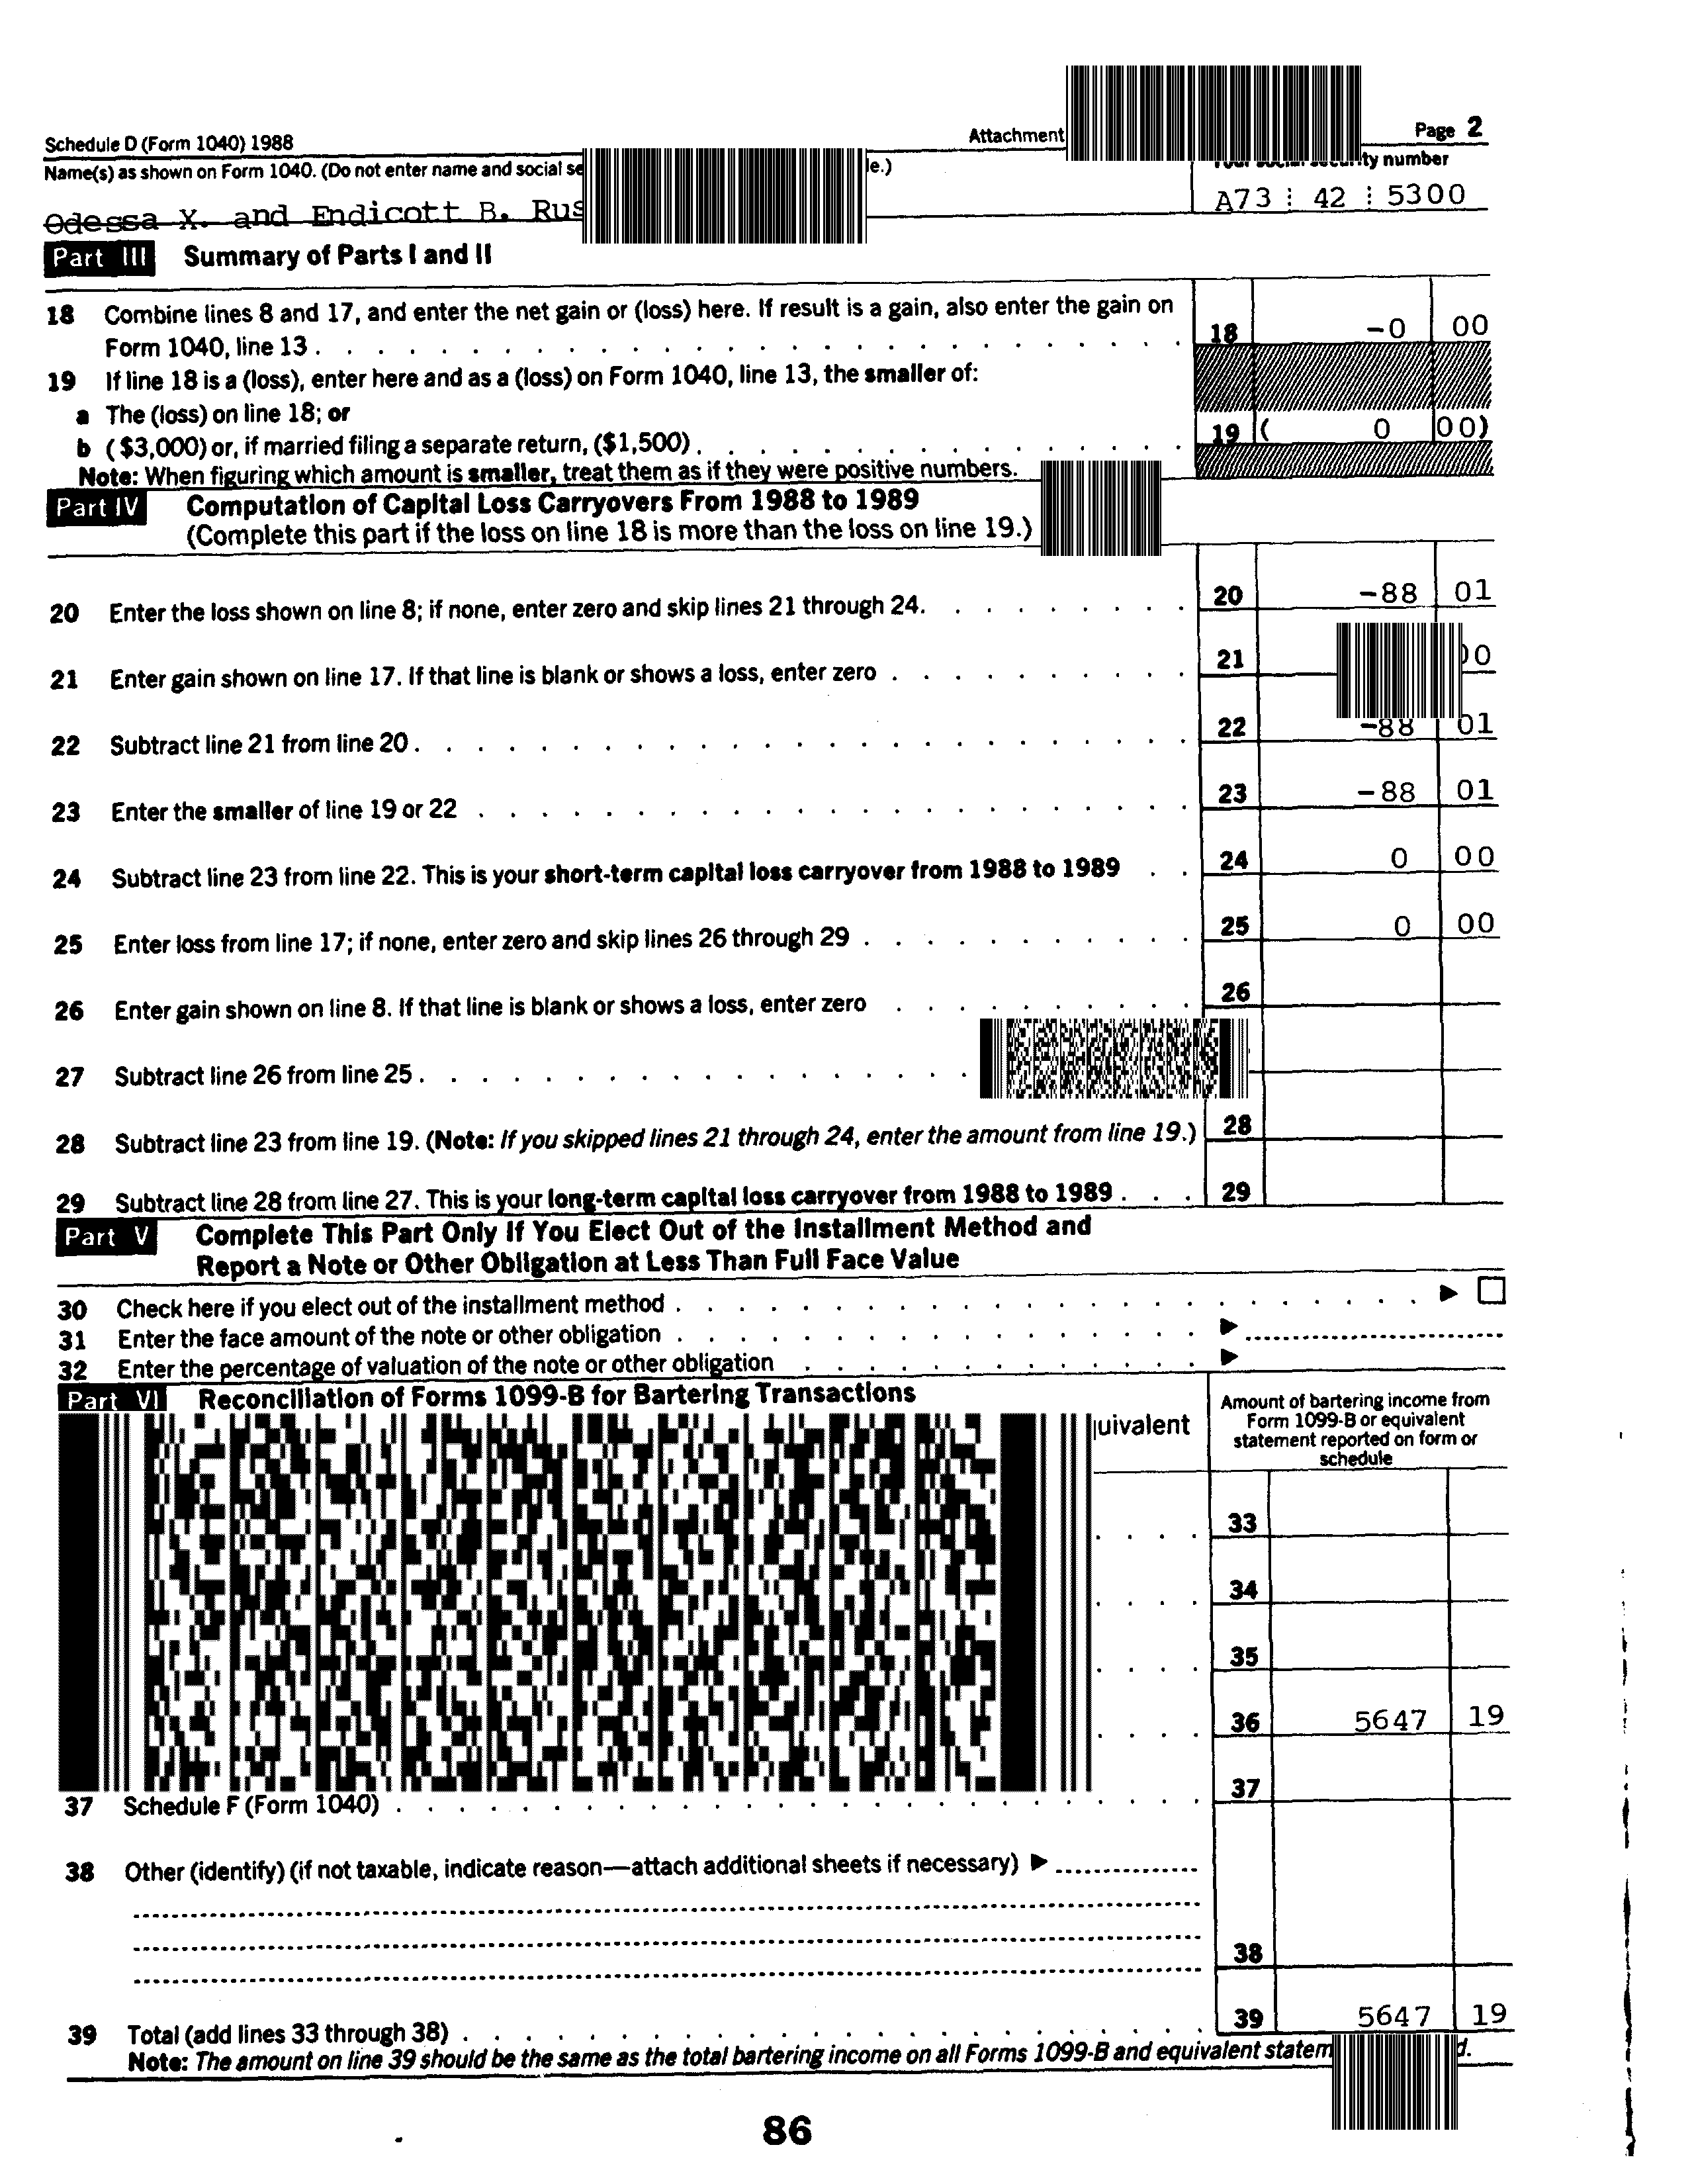 Schedule D (Form 1040) 1988 Attachment Page 2
Name(s) as shown on Form 1040. (Do not enter name and social ty number
Odessa X. and Endicott B. A73 42 5300
Part III Summary of Parts I and II
18 Combine lines 8 and 17, and enter the net gain or (loss) here. If result is a gain, also enter the gain on
Form 1040, line 13 . . . 18 -0 00
19 If line 18 is a (loss), enter here and as a (loss) on Form 1040, line 13, the smaller of:
a The (loss) on line 18; or
b ($3,000) or, if married filing a separate return, ($1,500) . . . 19 ( 0 00)
Note: When figuring which amount is smaller, treat them as if they were positive numbers.
Part IV Computation of Capital Loss Carryovers From 1988 to 1989
(Complete this part if the loss on line 18 is more than the loss on line 19.)
20 Enter the loss shown on line 8; if none, enter zero and skip lines 21 through 24. . . . 20 -88 01
21 Enter gain shown on line 17. If that line is blank or shows a loss, enter zero . . . 21
22 Subtract line 21 from line 20 . . . 22 -88 01
23 Enter the smaller of line 19 or 22 . . . 23 -88 01
24 Subtract line 23 from line 22. This is your short-term capital loss carryover from 1988 to 1989 . . 24 0 00
25 Enter loss from line 17; if none, enter zero and skip lines 26 through 29 . . . 25 0 00
26 Enter gain shown on line 8. If that line is blank or shows a loss, enter zero . . . 26
27 Subtract line 26 from line 25 . . .
28 Subtract line 23 from line 19. (Note: If you skipped lines 21 through 24, enter the amount from line 19.) 28
29 Subtract line 28 from line 27. This is your long-term capital loss carryover from 1988 to 1989 . . . 29
Part V Complete This Part Only If You Elect Out of the Installment Method and
Report a Note or Other Obligation at Less Than Full Face Value
30 Check here if you elect out of the installment method . . . ▶ ☐
31 Enter the face amount of the note or other obligation . . . ▶
32 Enter the percentage of valuation of the note or other obligation . . . ▶
Part VI Reconciliation of Forms 1099-B for Bartering Transactions
Amount of bartering income from
Form 1099-B or equivalent
statement reported on form or
schedule
33
34
35
36 5647 19
37 Schedule F (Form 1040) . . . 37
38 Other (identify) (if not taxable, indicate reason—attach additional sheets if necessary) ▶
38
39 Total (add lines 33 through 38) . . . 39 5647 19
Note: The amount on line 39 should be the same as the total bartering income on all Forms 1099-B and equivalent
86